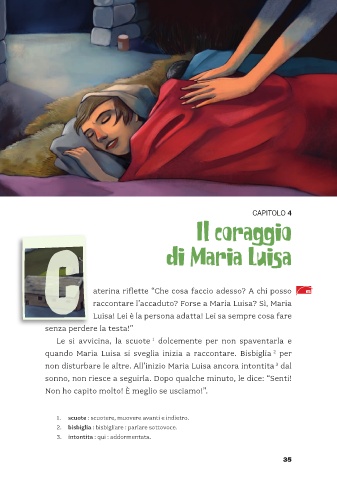 CAPITOLO 4
Il coraggio
di Maria Luisa
Caterina riflette “Che cosa faccio adesso? A chi posso
raccontare l’accaduto? Forse a Maria Luisa? Sì, Maria
Luisa! Lei è la persona adatta! Lei sa sempre cosa fare
senza perdere la testa!”
Le si avvicina, la scuote 1 dolcemente per non spaventarla e
quando Maria Luisa si sveglia inizia a raccontare. Bisbiglia 2 per
non disturbare le altre. All’inizio Maria Luisa ancora intontita 3 dal
sonno, non riesce a seguirla. Dopo qualche minuto, le dice: “Senti!
Non ho capito molto! È meglio se usciamo!”.
1. scuote : scuotere, muovere avanti e indietro.
2. bisbiglia : bisbigliare : parlare sottovoce.
3. intontita : qui : addormentata.
35